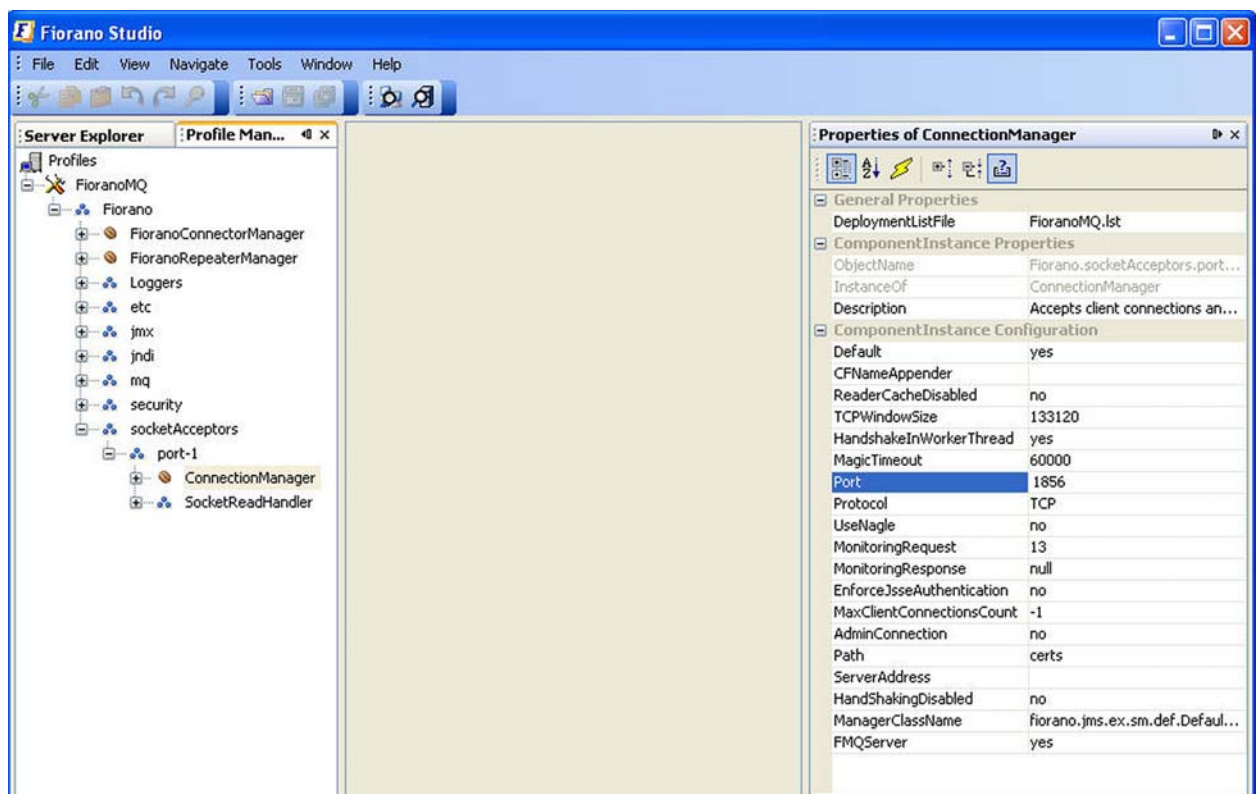 Fiorano Studio
File Edit View Navigate Tools Window Help
Server Explorer
Profile Man...
Profiles
FioranoMQ
Fiorano
FioranoConnectorManager
FioranoRepeaterManager
Loggers
etc
jmx
jndi
mq
security
socketAcceptors
port-1
ConnectionManager
SocketReadHandler
Properties of ConnectionManager
General Properties
DeploymentListFile FioranoMQ.lst
ComponentInstance Properties
ObjectName Fiorano.socketAcceptors.port...
InstanceOf ConnectionManager
Description Accepts client connections an...
ComponentInstance Configuration
Default yes
CFNameAppender
ReaderCacheDisabled no
TCPWindowSize 133120
HandshakeInWorkerThread yes
MagicTimeout 60000
Port 1856
Protocol TCP
UseNagle no
MonitoringRequest 13
MonitoringResponse null
EnforceJsseAuthentication no
MaxClientConnectionsCount -1
AdminConnection no
Path certs
ServerAddress
HandShakingDisabled no
ManagerClassName fiorano.jms.ex.sm.def.Defaul...
FMQServer yes